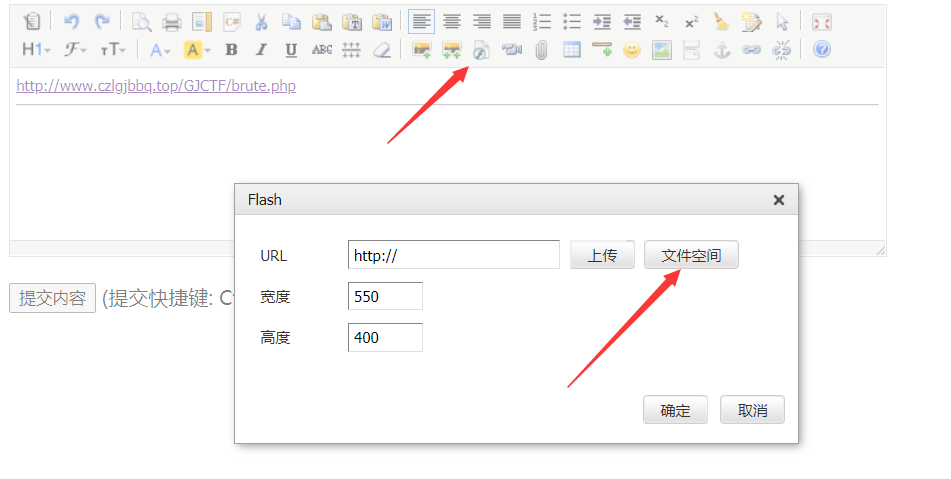 H1 ℱ тT A A B I U ABC
http://www.czlgjbbq.top/GJCTF/brute.php
Flash
URL http:// 上传 文件空间
宽度 550
提交内容 (提交快捷键: C
高度 400
确定 取消